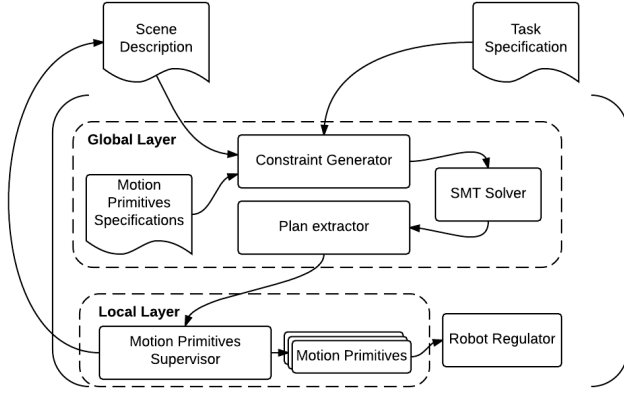 Scene
Description
Task
Specification
Global Layer
Constraint Generator
Motion
Primitives
Specifications
SMT Solver
Plan extractor
Local Layer
Motion Primitives
Supervisor
Motion Primitives
Robot Regulator